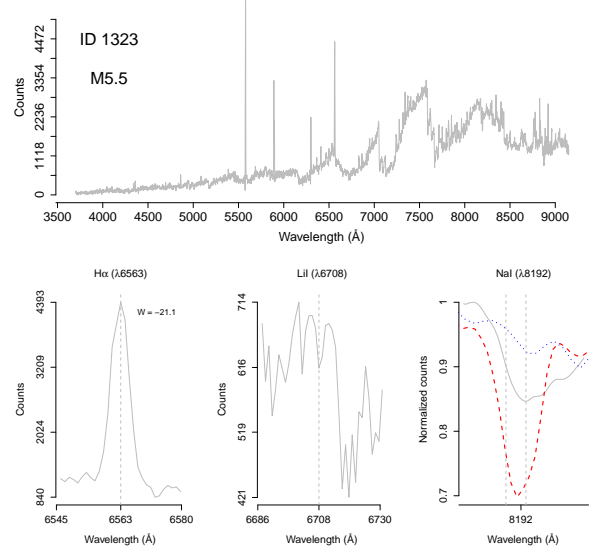 ID 1323
M5.5
Counts
0 1118 2236 3354 4472
3500 4000 4500 5000 5500 6000 6500 7000 7500 8000 8500 9000
Wavelength (Å)
Hα (λ6563)
W = −21.1
Counts
840 2024 3209 4393
6545 6563 6580
Wavelength (Å)
LiI (λ6708)
Counts
421 519 616 714
6686 6708 6730
Wavelength (Å)
NaI (λ8192)
Normalized counts
0.7 0.8 0.9 1
8192
Wavelength (Å)